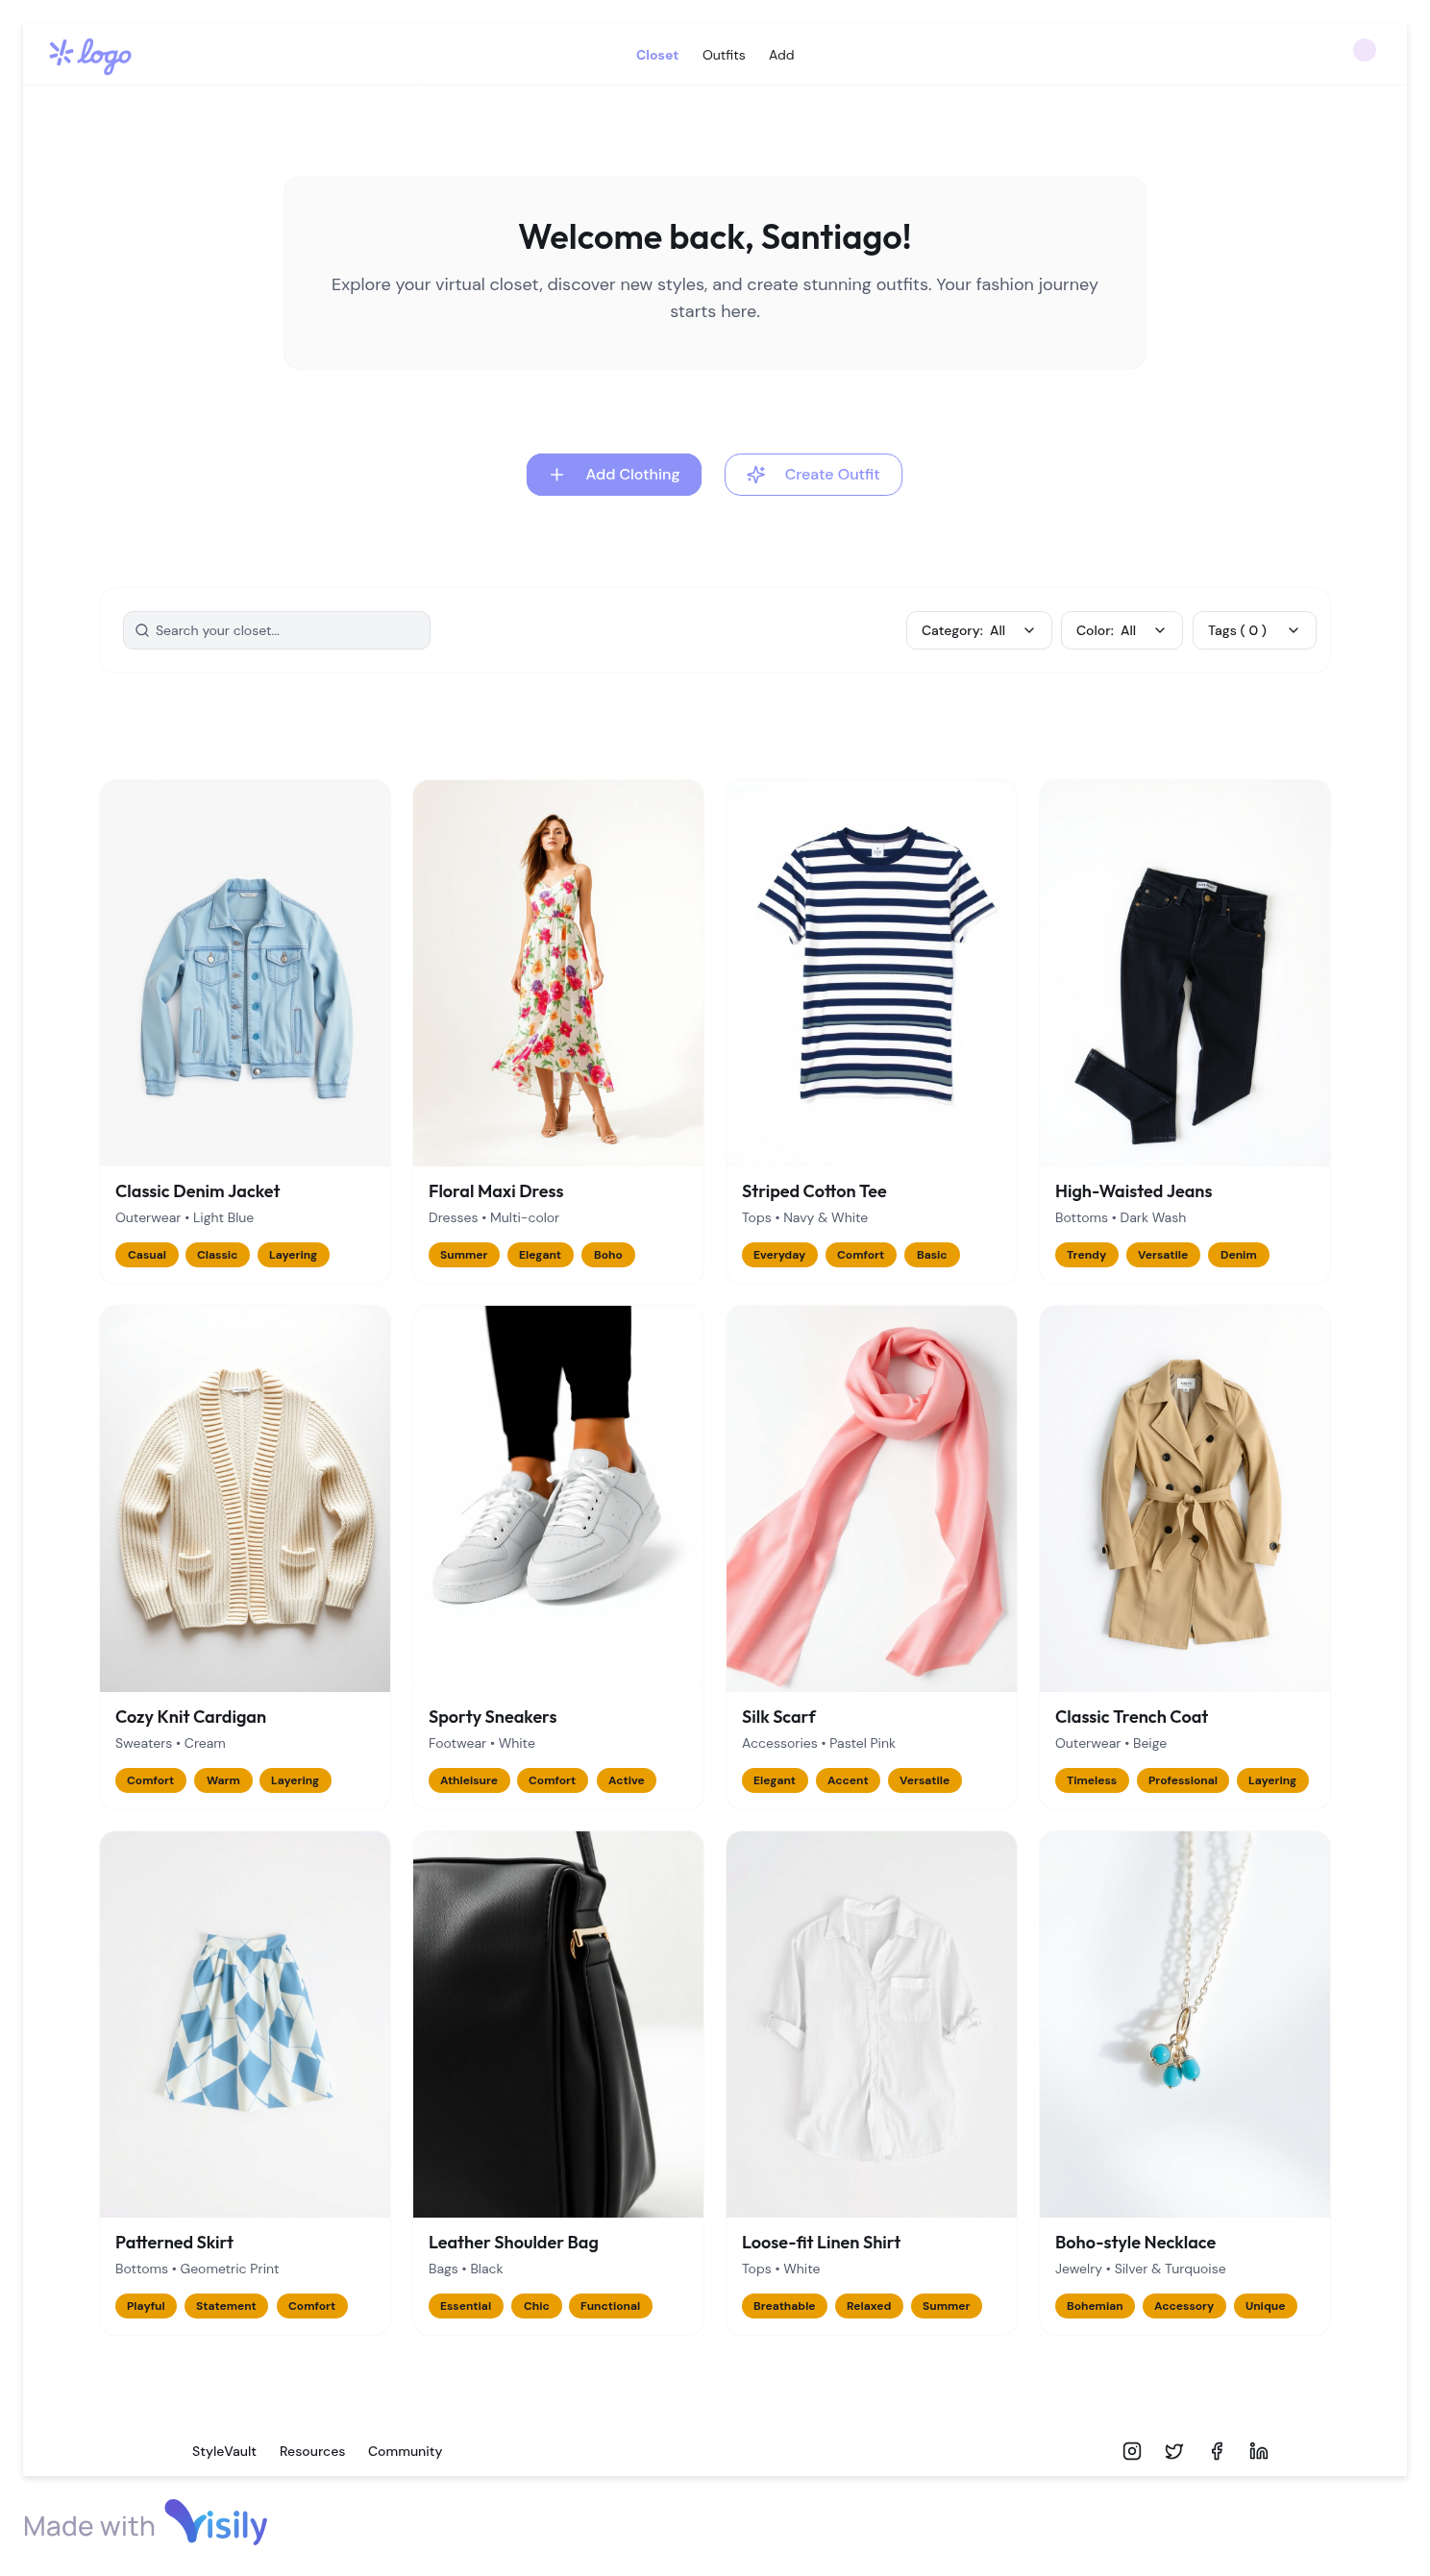 logo
Closet Outfits Add
Welcome back, Santiago!
Explore your virtual closet, discover new styles, and create stunning outfits. Your fashion journey
starts here.
Add Clothing Create Outfit
Search your closet... Category: All Color: All Tags ( 0 )
Classic Denim Jacket
Outerwear • Light Blue
Casual Classic Layering
Floral Maxi Dress
Dresses • Multi-color
Summer Elegant Boho
Striped Cotton Tee
Tops • Navy & White
Everyday Comfort Basic
High-Waisted Jeans
Bottoms • Dark Wash
Trendy Versatile Denim
Cozy Knit Cardigan
Sweaters • Cream
Comfort Warm Layering
Sporty Sneakers
Footwear • White
Athleisure Comfort Active
Silk Scarf
Accessories • Pastel Pink
Elegant Accent Versatile
Classic Trench Coat
Outerwear • Beige
Timeless Professional Layering
Patterned Skirt
Bottoms • Geometric Print
Playful Statement Comfort
Leather Shoulder Bag
Bags • Black
Essential Chic Functional
Loose-fit Linen Shirt
Tops • White
Breathable Relaxed Summer
Boho-style Necklace
Jewelry • Silver & Turquoise
Bohemian Accessory Unique
StyleVault Resources Community
Made with Visily